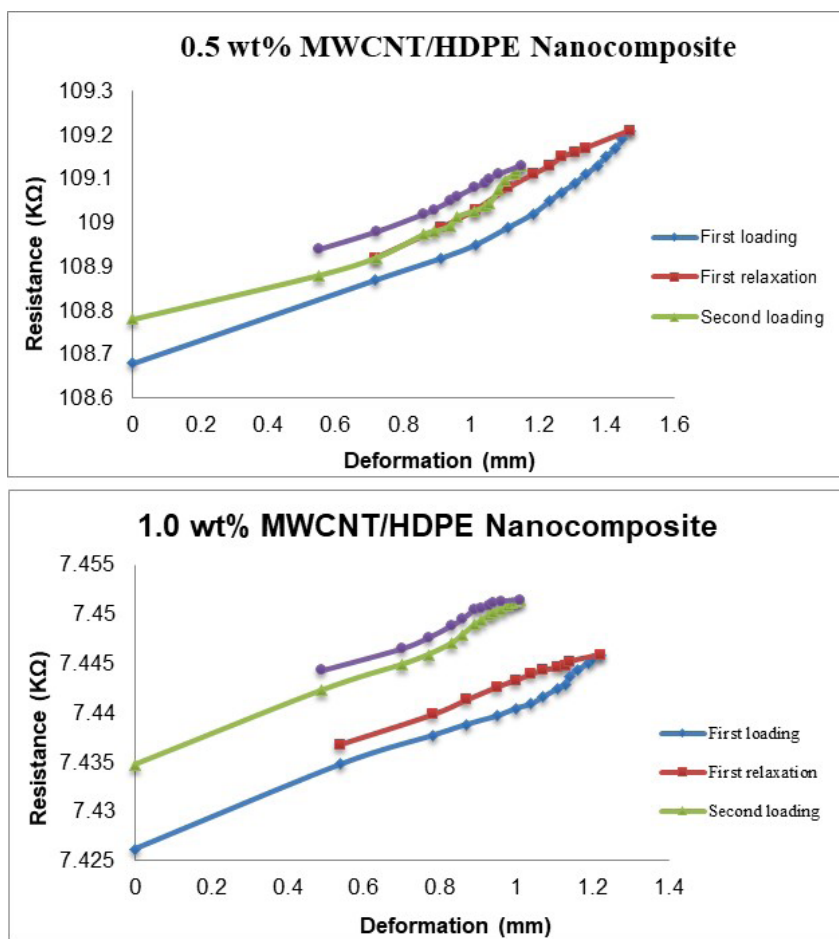 0.5 wt% MWCNT/HDPE Nanocomposite
109.3
109.2
109.1
109
108.9
108.8
108.7
108.6
Resistance (KΩ)
0 0.2 0.4 0.6 0.8 1 1.2 1.4 1.6
Deformation (mm)
First loading
First relaxation
Second loading
1.0 wt% MWCNT/HDPE Nanocomposite
7.455
7.45
7.445
7.44
7.435
7.43
7.425
Resistance (KΩ)
0 0.2 0.4 0.6 0.8 1 1.2 1.4
Deformation (mm)
First loading
First relaxation
Second loading